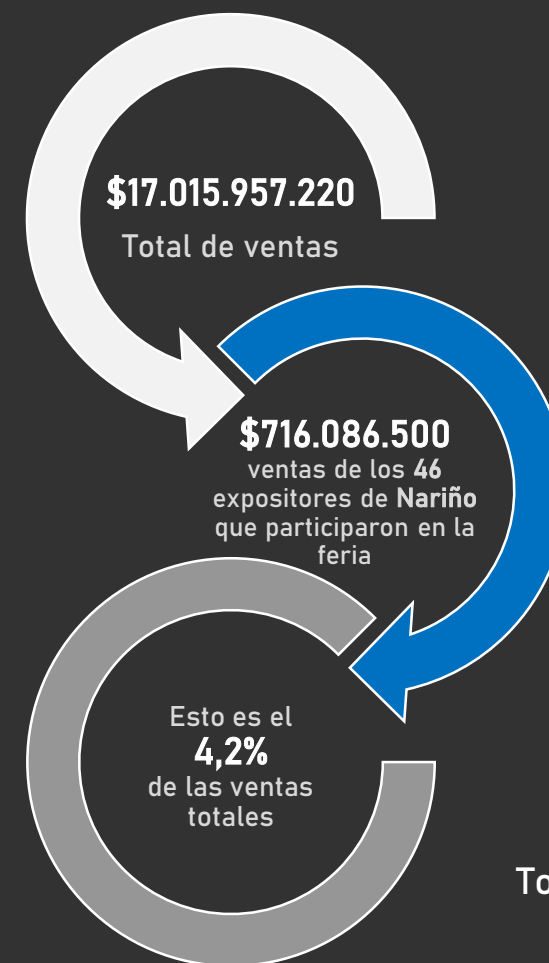 $17.015.957.220
Total de ventas
$716.086.500
ventas de los 46
expositores de Nariño
que participaron en la
feria
Esto es el
4,2%
de las ventas
totales